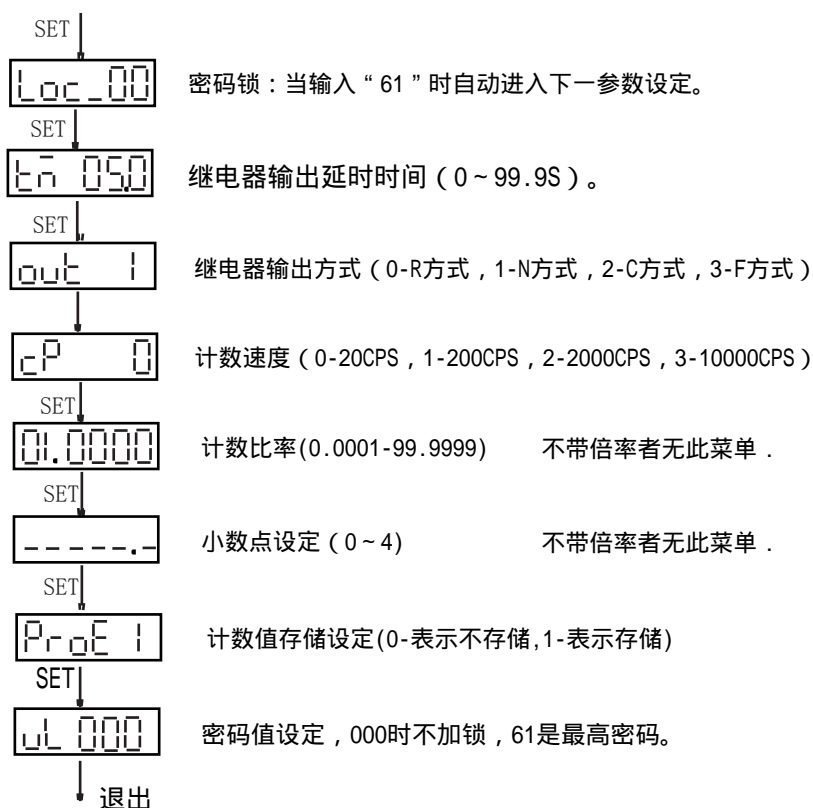 SET
Loc_00 密码锁：当输入“61”时自动进入下一参数设定。
SET
tñ 05.0 继电器输出延时时间（0～99.9S）。
SET
out 1 继电器输出方式（0-R方式，1-N方式，2-C方式，3-F方式）
cP 0 计数速度（0-20CPS，1-200CPS，2-2000CPS，3-10000CPS）
SET
01.0000 计数比率(0.0001-99.9999) 不带倍率者无此菜单．
SET
-----.- 小数点设定（0～4) 不带倍率者无此菜单．
SET
ProE 1 计数值存储设定(0-表示不存储,1-表示存储)
SET
uL 000 密码值设定，000时不加锁，61是最高密码。
退出